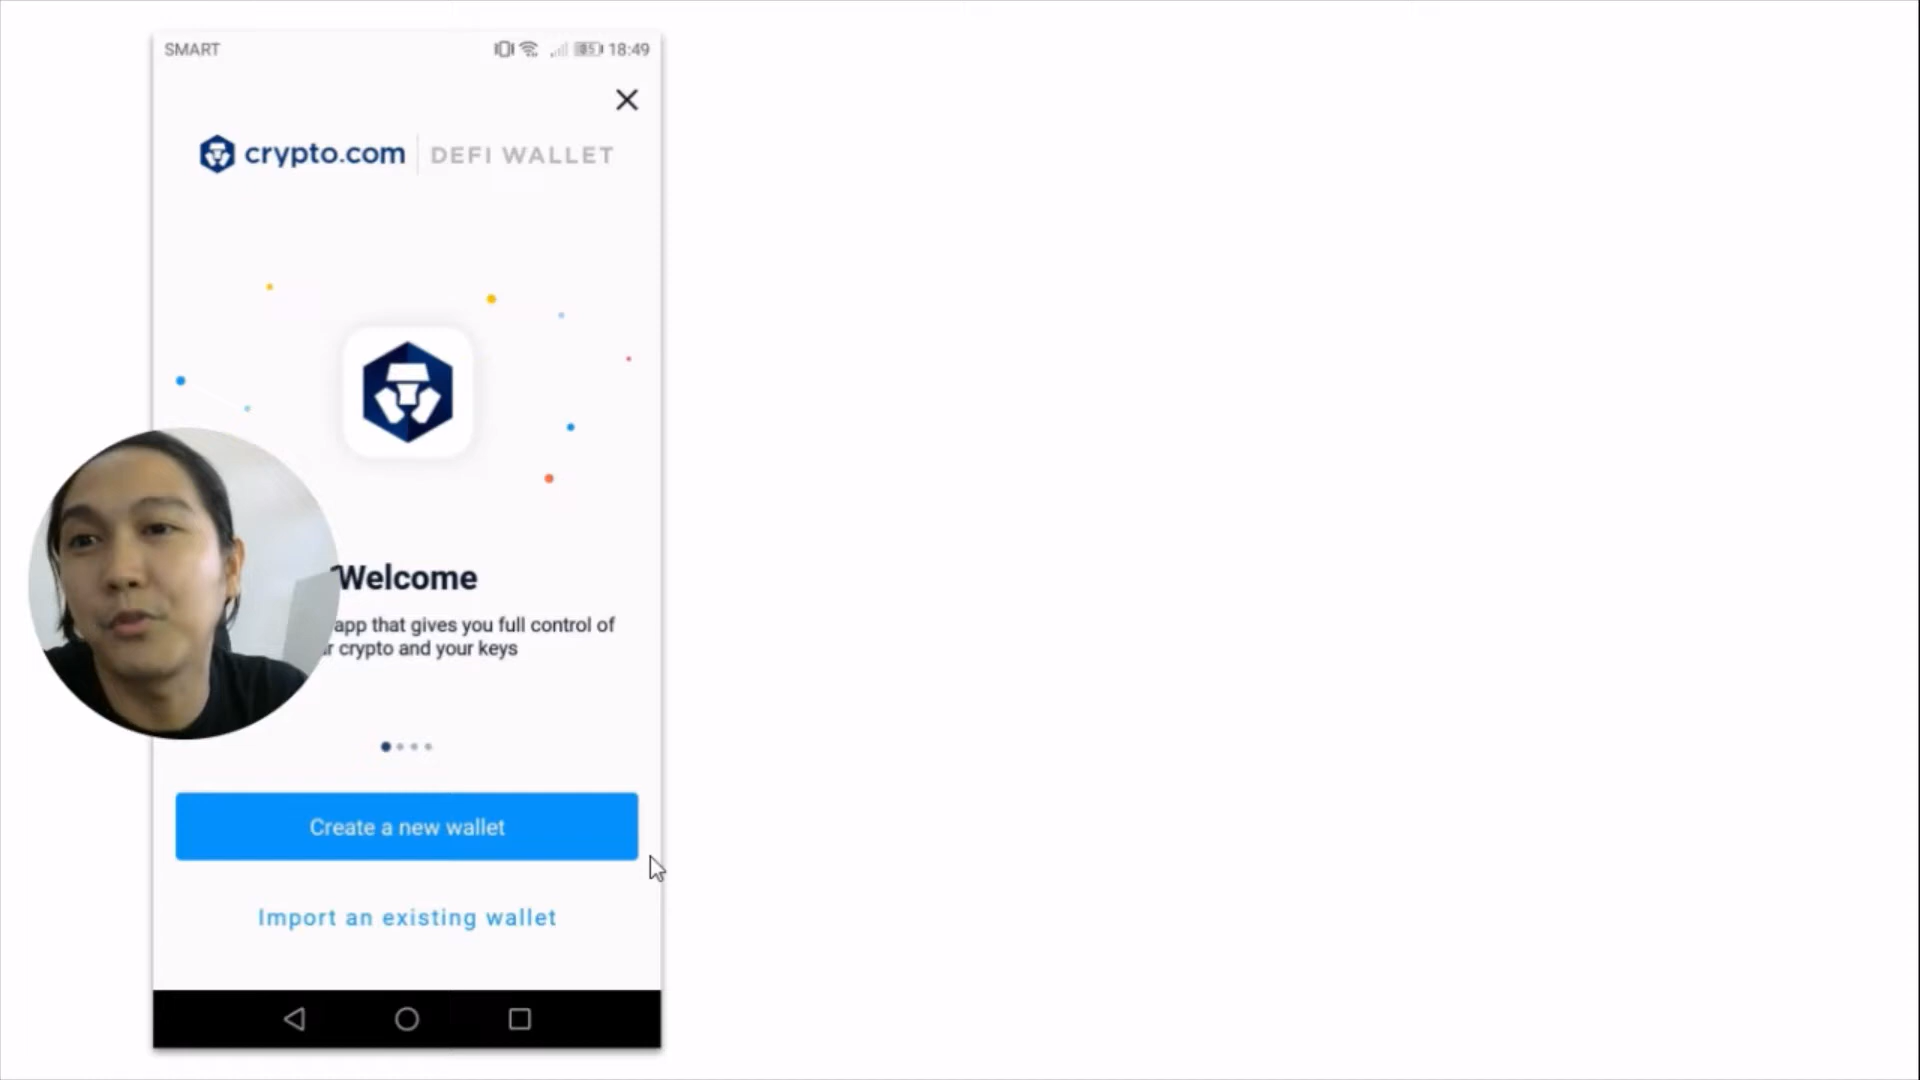 SMART
85 18:49
crypto.com DEFI WALLET
Welcome
app that gives you full control of
crypto and your keys
Create a new wallet
Import an existing wallet